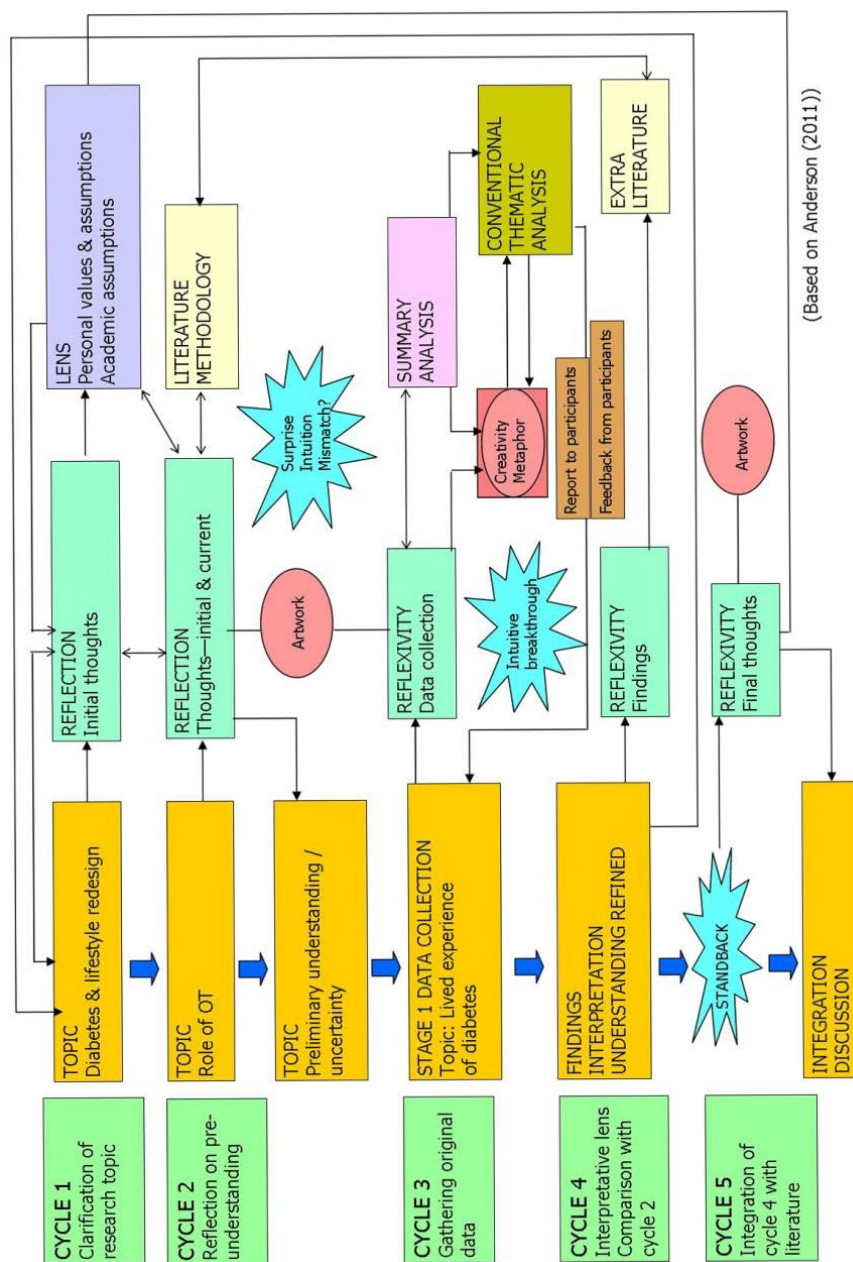 CYCLE 1
Clarification of
research topic
TOPIC
Diabetes & lifestyle redesign
REFLECTION
Initial thoughts
LENS
Personal values & assumptions
Academic assumptions
CYCLE 2
Reflection on pre-
understanding
TOPIC
Role of OT
REFLECTION
Thoughts—initial & current
LITERATURE
METHODOLOGY
TOPIC
Preliminary understanding /
uncertainty
Artwork
Surprise
Intuition
Mismatch?
CYCLE 3
Gathering original
data
STAGE 1 DATA COLLECTION
Topic: Lived experience
of diabetes
REFLEXIVITY
Data collection
SUMMARY
ANALYSIS
Intuitive
breakthrough
Creativity
Metaphor
CONVENTIONAL
THEMATIC
ANALYSIS
Report to participants
Feedback from participants
CYCLE 4
Interpretative lens
Comparison with
cycle 2
FINDINGS
INTERPRETATION
UNDERSTANDING REFINED
REFLEXIVITY
Findings
EXTRA
LITERATURE
CYCLE 5
Integration of
cycle 4 with
literature
STANDBACK
REFLEXIVITY
Final thoughts
Artwork
INTEGRATION
DISCUSSION
(Based on Anderson (2011))